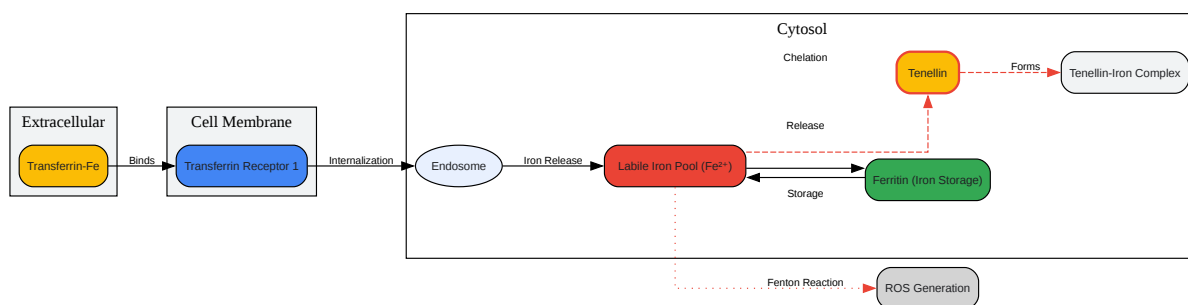 Cytosol
Chelation
Tenellin
Forms
Tenellin-Iron Complex
Extracellular
Cell Membrane
Release
Transferrin-Fe
Binds
Transferrin Receptor 1
Internalization
Endosome
Iron Release
Labile Iron Pool (Fe²⁺)
Ferritin (Iron Storage)
Storage
Fenton Reaction
ROS Generation